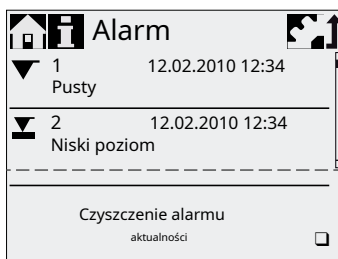 Alarm
1 12.02.2010 12:34
Pusty
2 12.02.2010 12:34
Niski poziom
Czyszczenie alarmu
aktualności